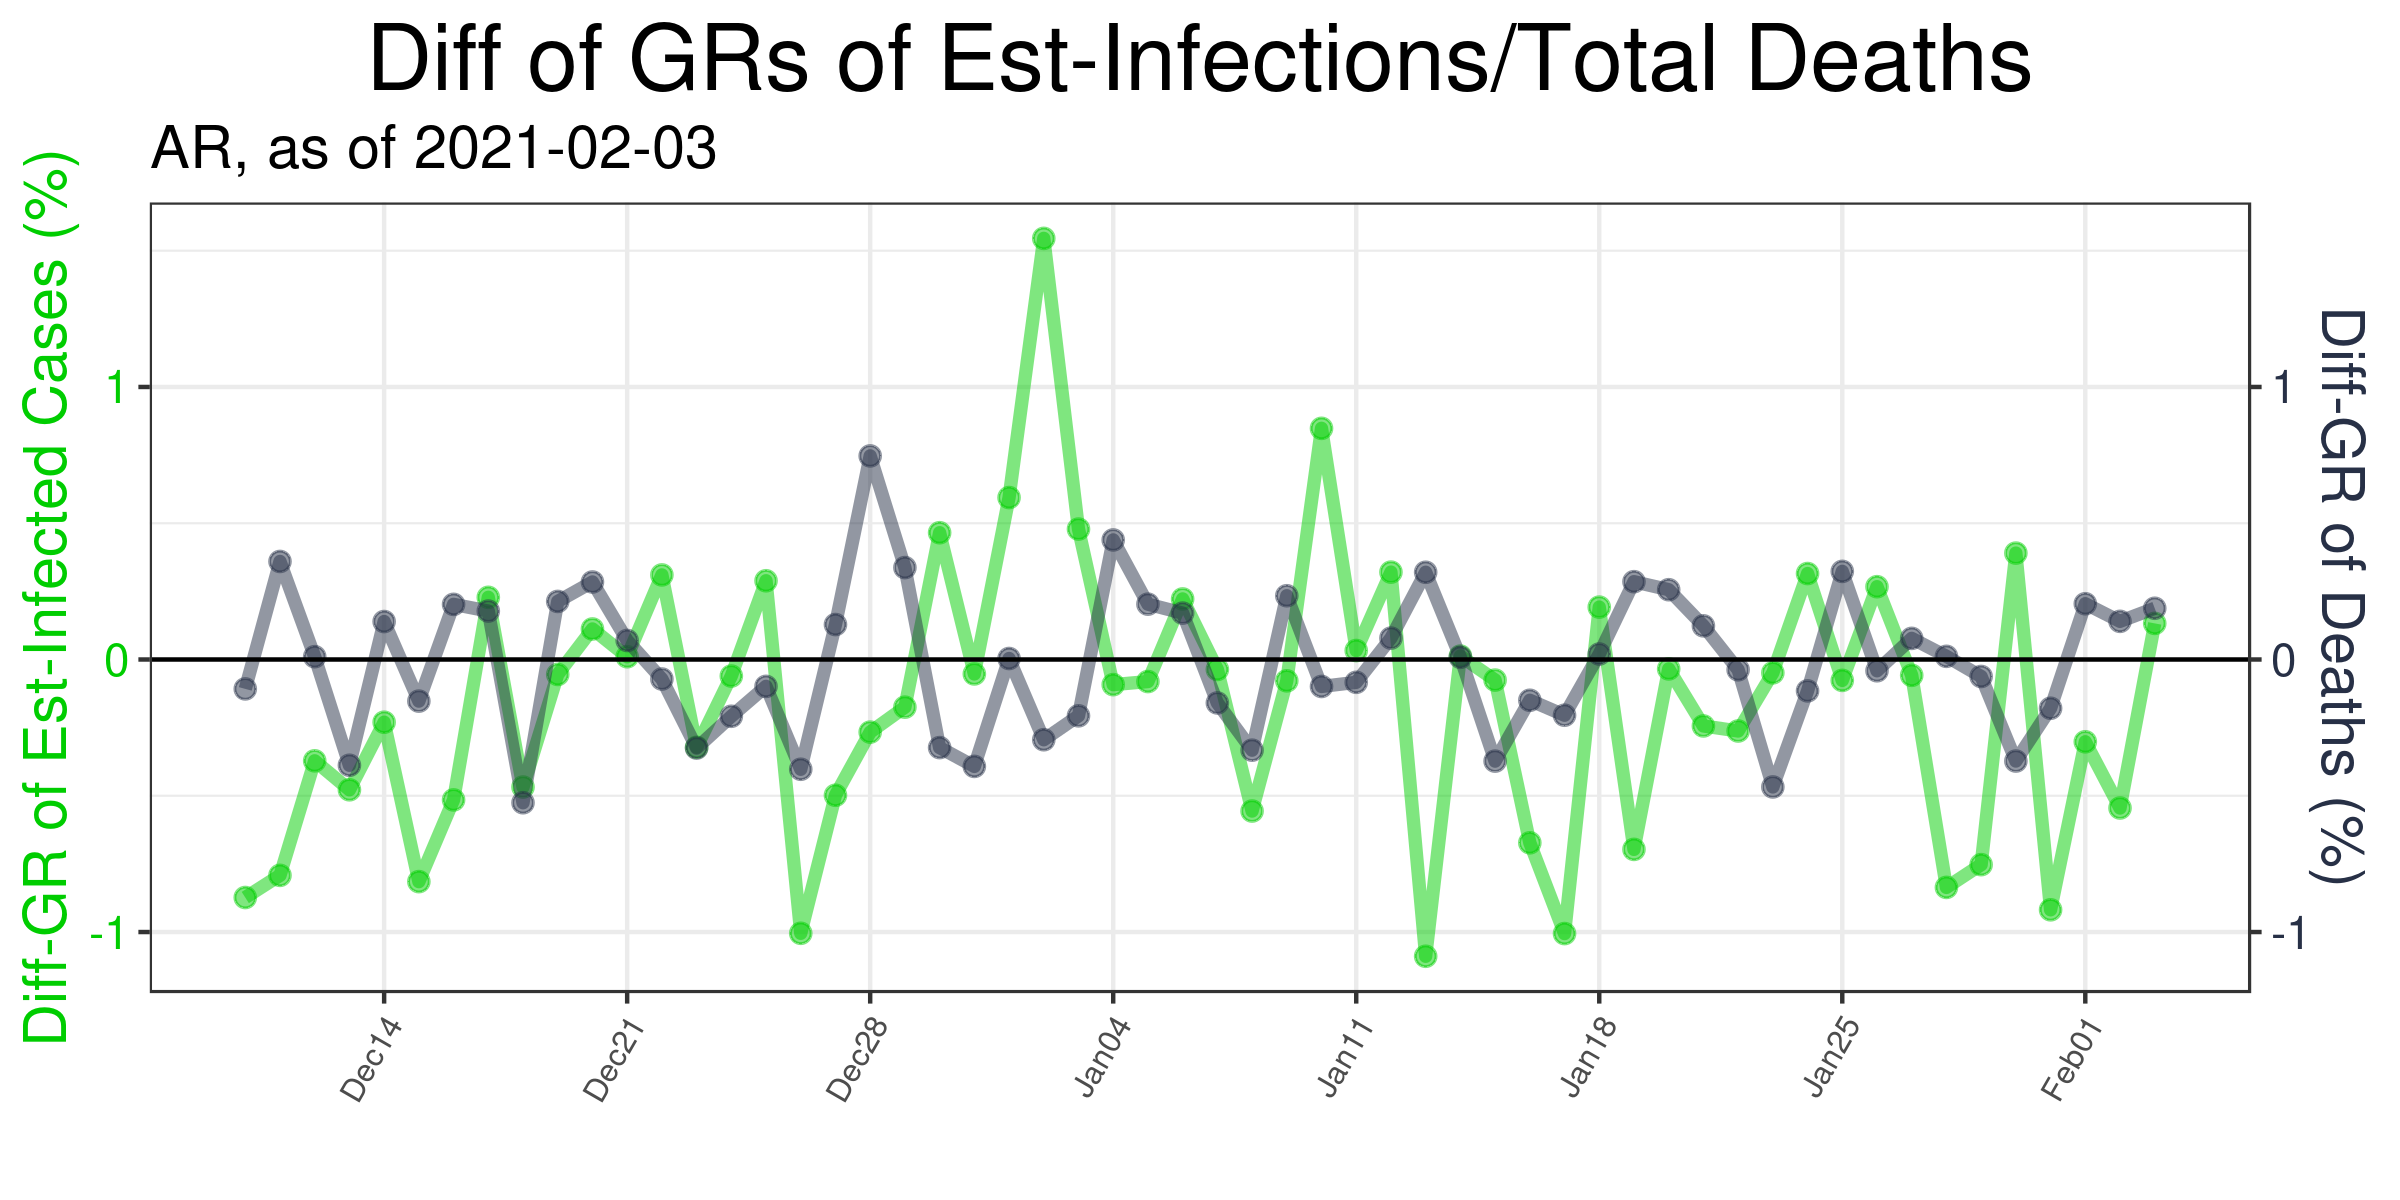 Diff of GRs of Est-Infections/Total Deaths
AR, as of 2021-02-03
Diff-GR of Est-Infected Cases (%)
1
0
-1
1
0
-1
Diff-GR of Deaths (%)
Dec14
Dec21
Dec28
Jan04
Jan11
Jan18
Jan25
Feb01